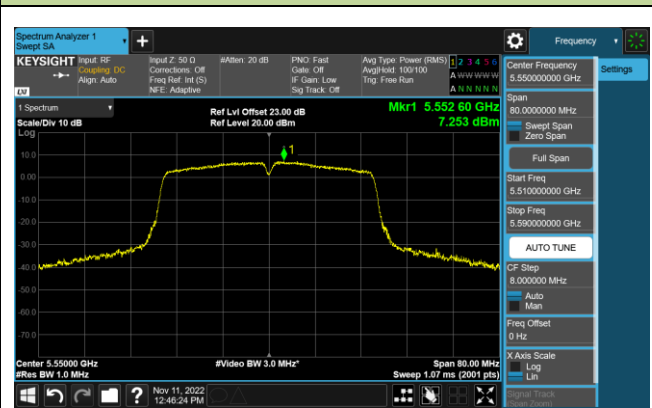 Spectrum Analyzer 1
Swept SA
+
Frequency
KEYSIGHT
Input: RF
Coupling: DC
Align: Auto
Input Z: 50 Ω
Corrections: Off
Freq Ref: Int (S)
NFE: Adaptive
#Atten: 20 dB
PNO: Fast
Gate: Off
IF Gain: Low
Sig Track: Off
Avg Type: Power (RMS)
Avg|Hold: 100/100
Trig: Free Run
1 2 3 4 5 6
A W W W W W
A N N N N N
LXI
1 Spectrum
Scale/Div 10 dB
Log
Ref Lvl Offset 23.00 dB
Ref Level 20.00 dBm
Mkr1 5.552 60 GHz
7.253 dBm
1
10.0
0.00
-10.0
-20.0
-30.0
-40.0
-50.0
-60.0
-70.0
Center 5.55000 GHz
#Res BW 1.0 MHz
#Video BW 3.0 MHz*
Span 80.00 MHz
Sweep 1.07 ms (2001 pts)
Nov 11, 2022
12:46:24 PM
?
Center Frequency
5.550000000 GHz
Settings
Span
80.0000000 MHz
Swept Span
Zero Span
Full Span
Start Freq
5.510000000 GHz
Stop Freq
5.590000000 GHz
AUTO TUNE
CF Step
8.000000 MHz
Auto
Man
Freq Offset
0 Hz
X Axis Scale
Log
Lin
Signal Track
(Span Zoom)